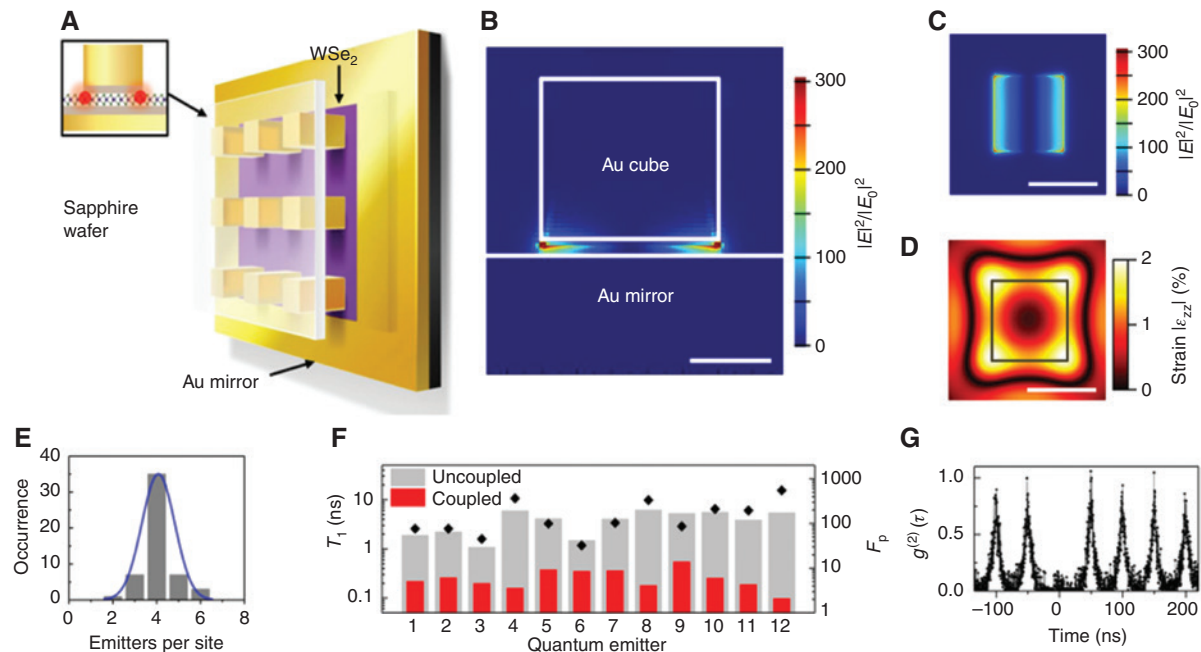 A
WSe2
Sapphire
wafer
Au mirror
B
Au cube
Au mirror
300
200
100
0
|E|²/|E0|²
C
300
200
100
0
|E|²/|E0|²
D
2
1
0
Strain |εzz| (%)
E
40
30
20
10
0
Occurrence
0 2 4 6 8
Emitters per site
F
Uncoupled
Coupled
10
1
0.1
T1 (ns)
1000
100
10
1
Fp
1 2 3 4 5 6 7 8 9 10 11 12
Quantum emitter
G
1.0
0.5
0.0
g(2)(τ)
−100 0 100 200
Time (ns)